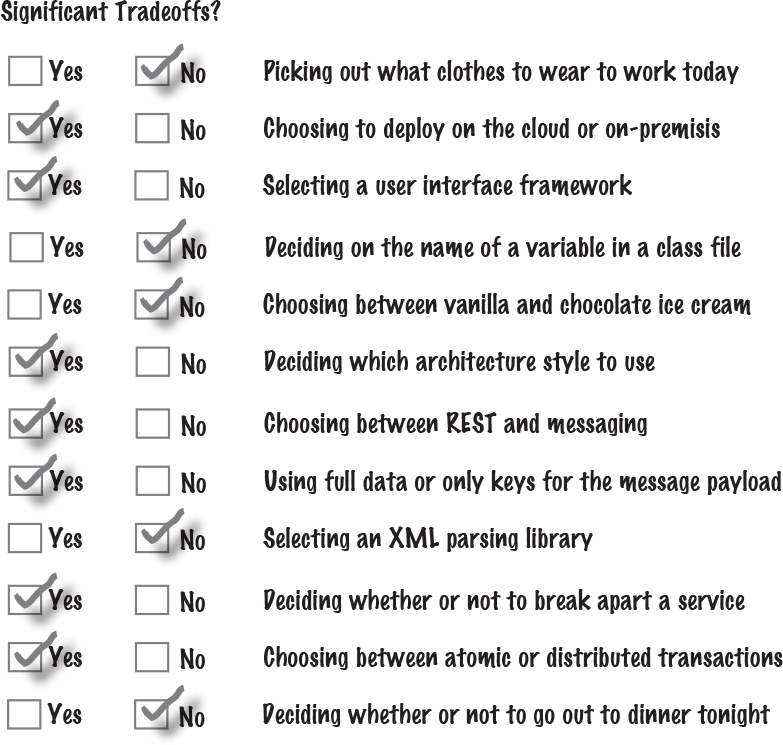 Significant Tradeoffs?
Yes No Picking out what clothes to wear to work today
Yes No Choosing to deploy on the cloud or on-premisis
Yes No Selecting a user interface framework
Yes No Deciding on the name of a variable in a class file
Yes No Choosing between vanilla and chocolate ice cream
Yes No Deciding which architecture style to use
Yes No Choosing between REST and messaging
Yes No Using full data or only keys for the message payload
Yes No Selecting an XML parsing library
Yes No Deciding whether or not to break apart a service
Yes No Choosing between atomic or distributed transactions
Yes No Deciding whether or not to go out to dinner tonight